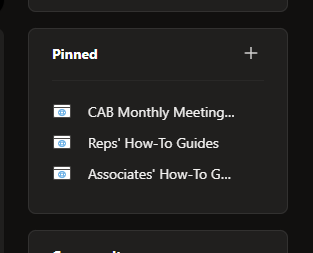 Pinned
CAB Monthly Meeting...
Reps' How-To Guides
Associates' How-To G...